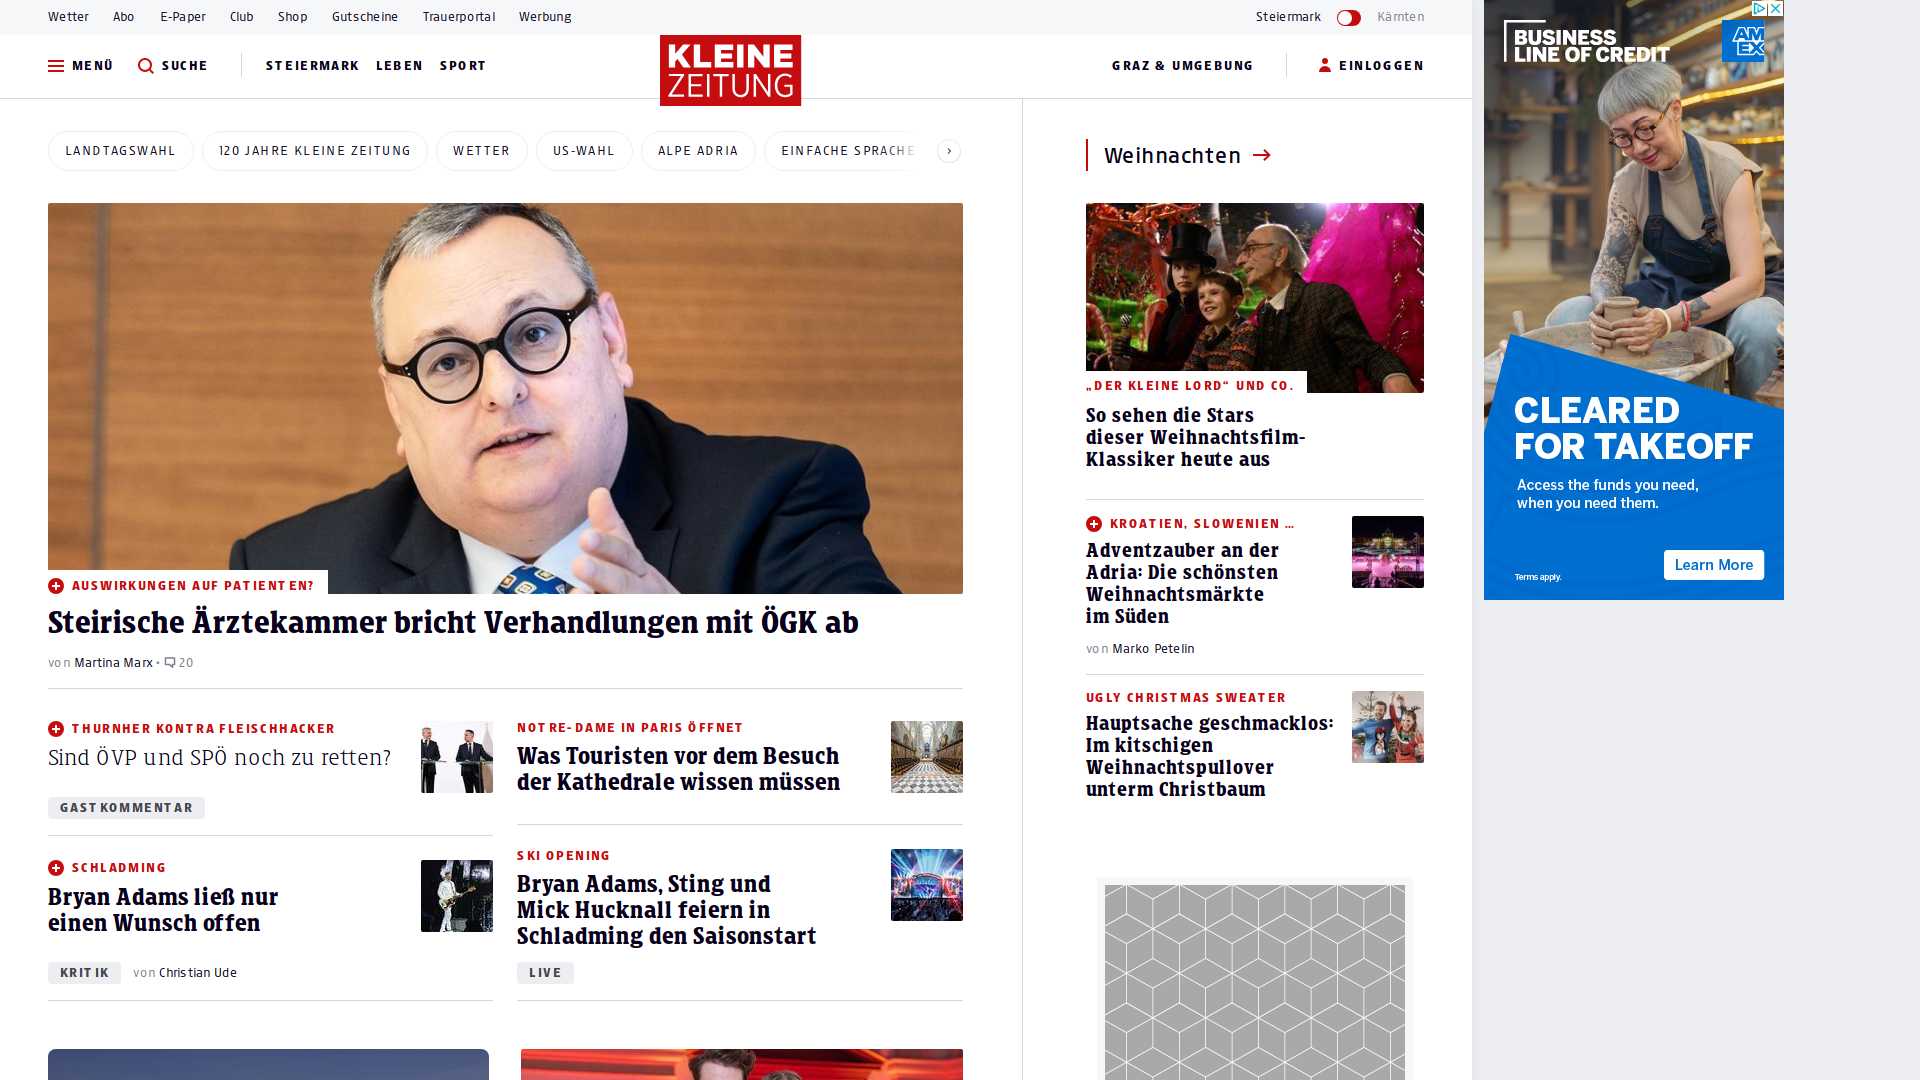 Wetter Abo E-Paper Club Shop Gutscheine Trauerportal Werbung
Steiermark Kärnten
MENÜ SUCHE STEIERMARK LEBEN SPORT
KLEINE
ZEITUNG
GRAZ & UMGEBUNG EINLOGGEN
LANDTAGSWAHL 120 JAHRE KLEINE ZEITUNG WETTER US-WAHL ALPE ADRIA EINFACHE SPRACHE
AUSWIRKUNGEN AUF PATIENTEN?
Steirische Ärztekammer bricht Verhandlungen mit ÖGK ab
von Martina Marx • 20
THURNHER KONTRA FLEISCHHACKER
Sind ÖVP und SPÖ noch zu retten?
GASTKOMMENTAR
NOTRE-DAME IN PARIS ÖFFNET
Was Touristen vor dem Besuch
der Kathedrale wissen müssen
SCHLADMING
Bryan Adams ließ nur
einen Wunsch offen
KRITIK von Christian Ude
SKI OPENING
Bryan Adams, Sting und
Mick Hucknall feiern in
Schladming den Saisonstart
LIVE
Weihnachten
„DER KLEINE LORD“ UND CO.
So sehen die Stars
dieser Weihnachtsfilm-
Klassiker heute aus
KROATIEN, SLOWENIEN …
Adventzauber an der
Adria: Die schönsten
Weihnachtsmärkte
im Süden
von Marko Petelin
UGLY CHRISTMAS SWEATER
Hauptsache geschmacklos:
Im kitschigen
Weihnachtspullover
unterm Christbaum
BUSINESS
LINE OF CREDIT
AM
EX
CLEARED
FOR TAKEOFF
Access the funds you need,
when you need them.
Terms apply.
Learn More